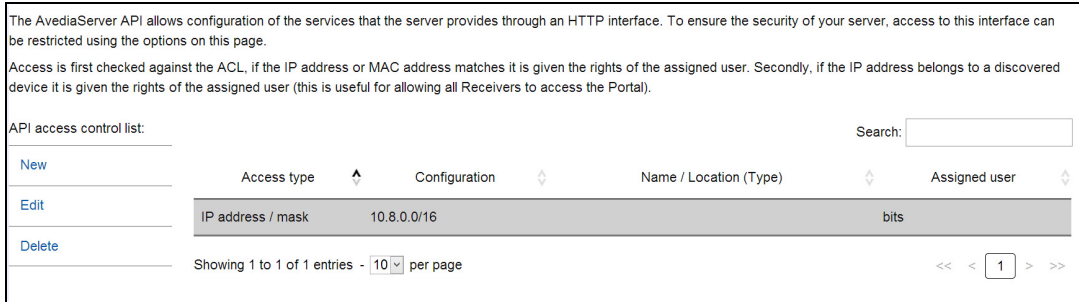 The AvediaServer API allows configuration of the services that the server provides through an HTTP interface. To ensure the security of your server, access to this interface can
be restricted using the options on this page.
Access is first checked against the ACL, if the IP address or MAC address matches it is given the rights of the assigned user. Secondly, if the IP address belongs to a discovered
device it is given the rights of the assigned user (this is useful for allowing all Receivers to access the Portal).
API access control list:
Search:
New
Edit
Delete
Access type Configuration Name / Location (Type) Assigned user
IP address / mask 10.8.0.0/16 bits
Showing 1 to 1 of 1 entries - 10 per page
<< < 1 > >>